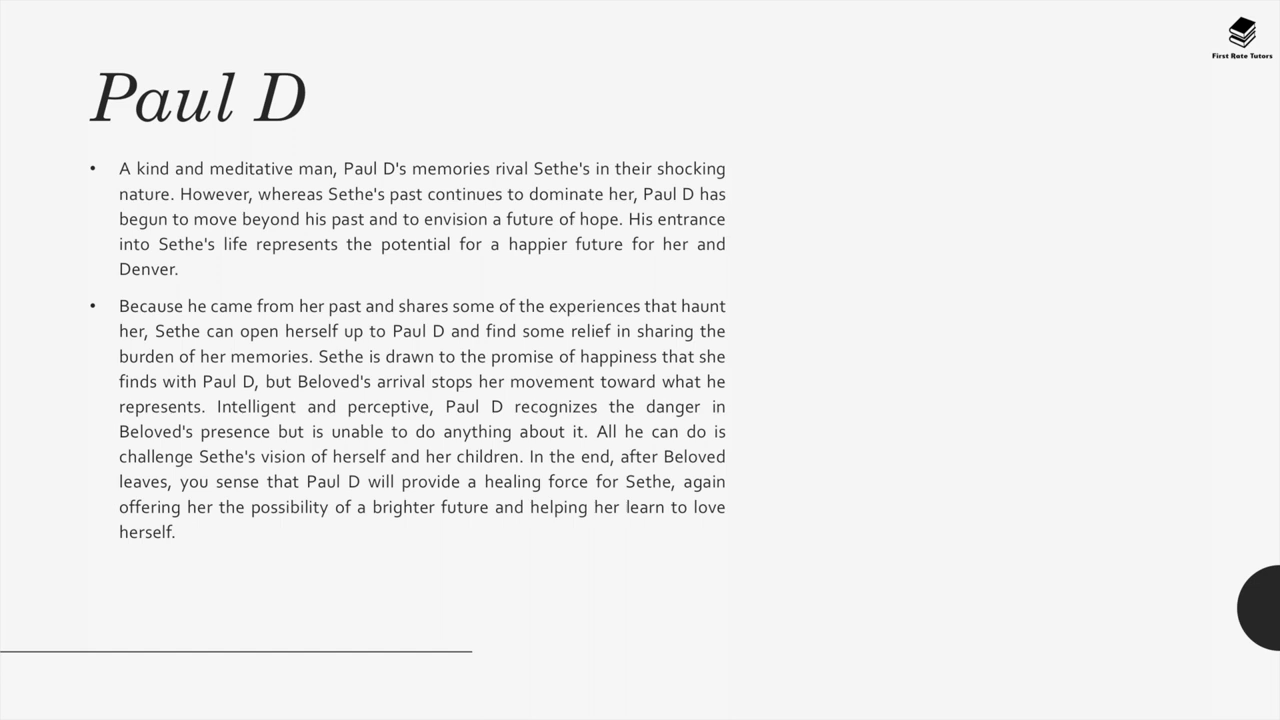 First Rate Tutors
Paul D
• A kind and meditative man, Paul D's memories rival Sethe's in their shocking
nature. However, whereas Sethe's past continues to dominate her, Paul D has
begun to move beyond his past and to envision a future of hope. His entrance
into Sethe's life represents the potential for a happier future for her and
Denver.
• Because he came from her past and shares some of the experiences that haunt
her, Sethe can open herself up to Paul D and find some relief in sharing the
burden of her memories. Sethe is drawn to the promise of happiness that she
finds with Paul D, but Beloved's arrival stops her movement toward what he
represents. Intelligent and perceptive, Paul D recognizes the danger in
Beloved's presence but is unable to do anything about it. All he can do is
challenge Sethe's vision of herself and her children. In the end, after Beloved
leaves, you sense that Paul D will provide a healing force for Sethe, again
offering her the possibility of a brighter future and helping her learn to love
herself.